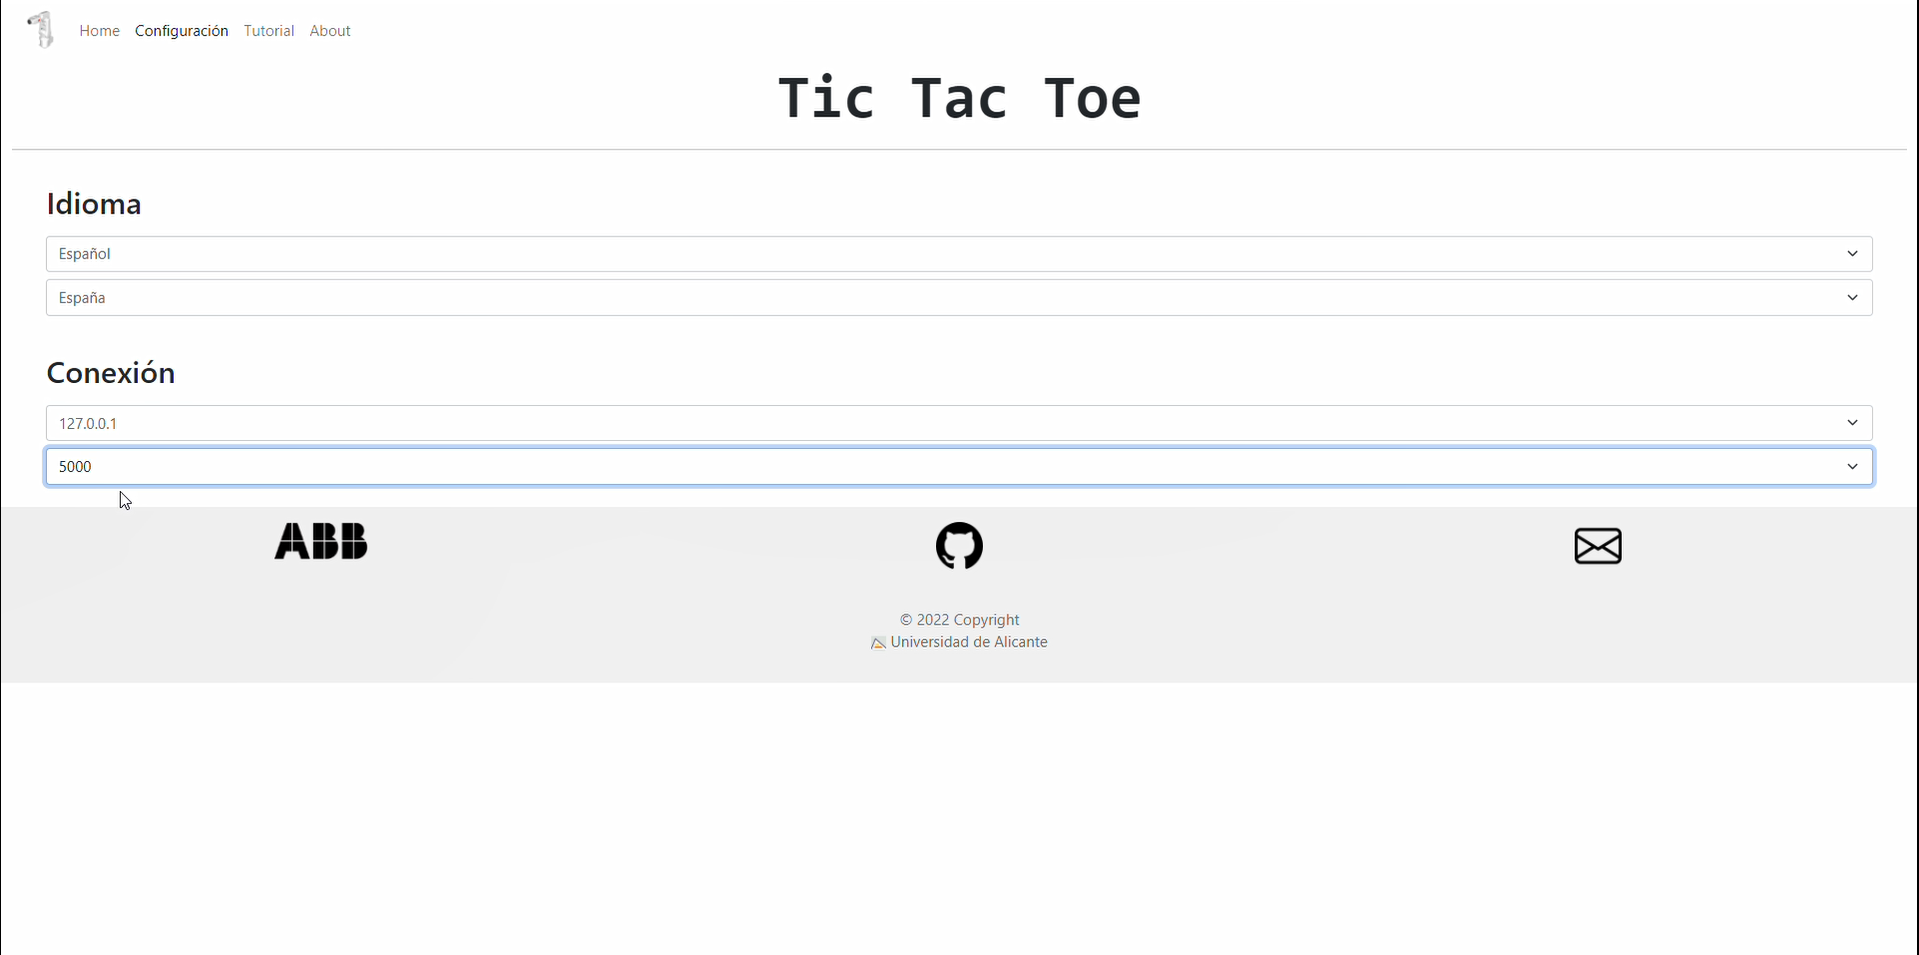 Home Configuración Tutorial About
Tic Tac Toe
Idioma
Español
España
Conexión
127.0.0.1
5000
ABB
© 2022 Copyright
Universidad de Alicante